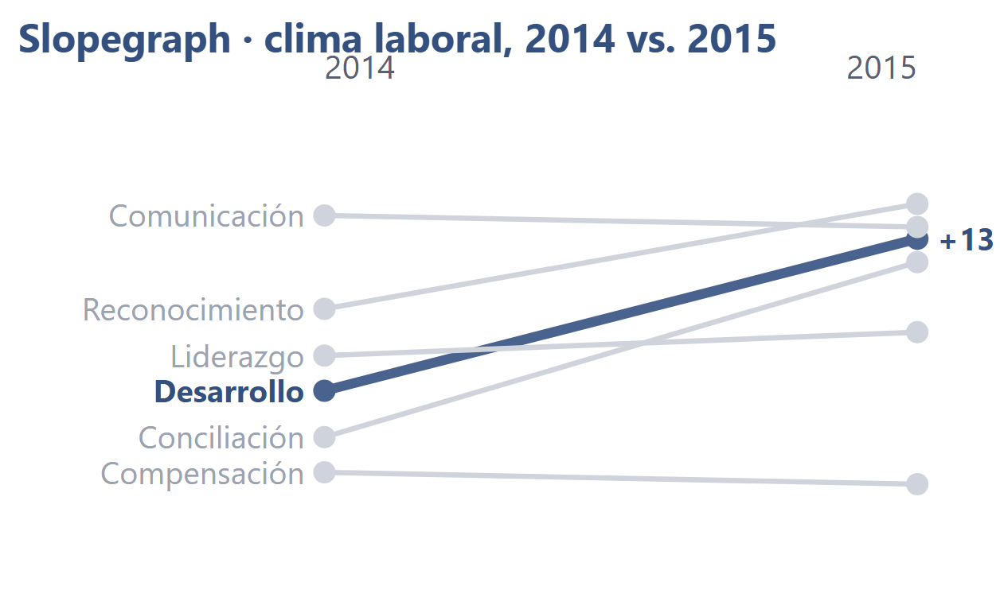 Slopegraph · clima laboral, 2014 vs. 2015
2014
2015
Comunicación
+13
Reconocimiento
Liderazgo
Desarrollo
Conciliación
Compensación